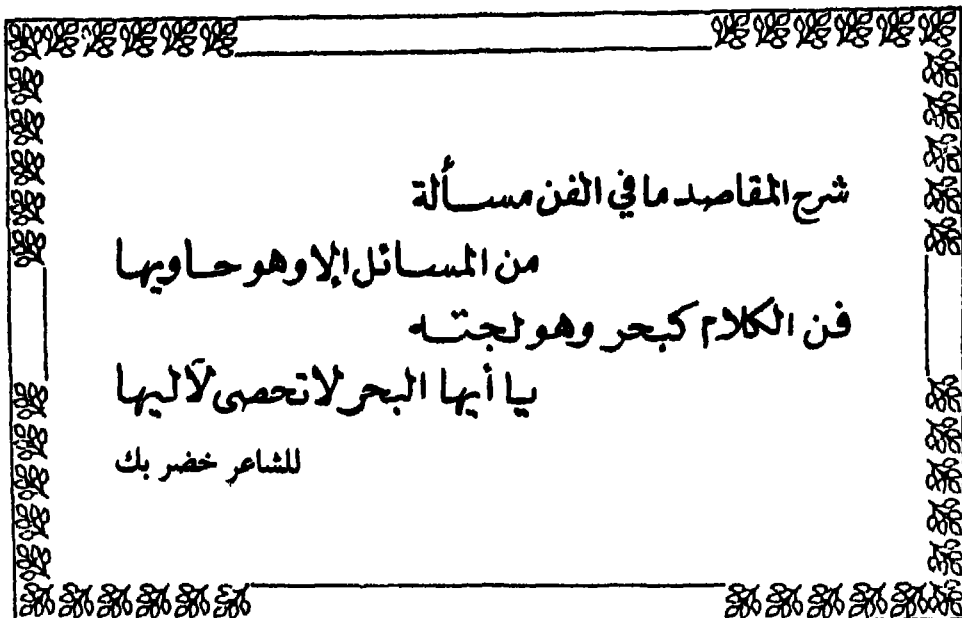 شرح المقاصد ما في الفن مسألة
من المسائل إلا وهو حاويها
فن الكلام كبحر وهو لجته
يا أيها البحر لا تحصى لآليها
للشاعر خضر بك